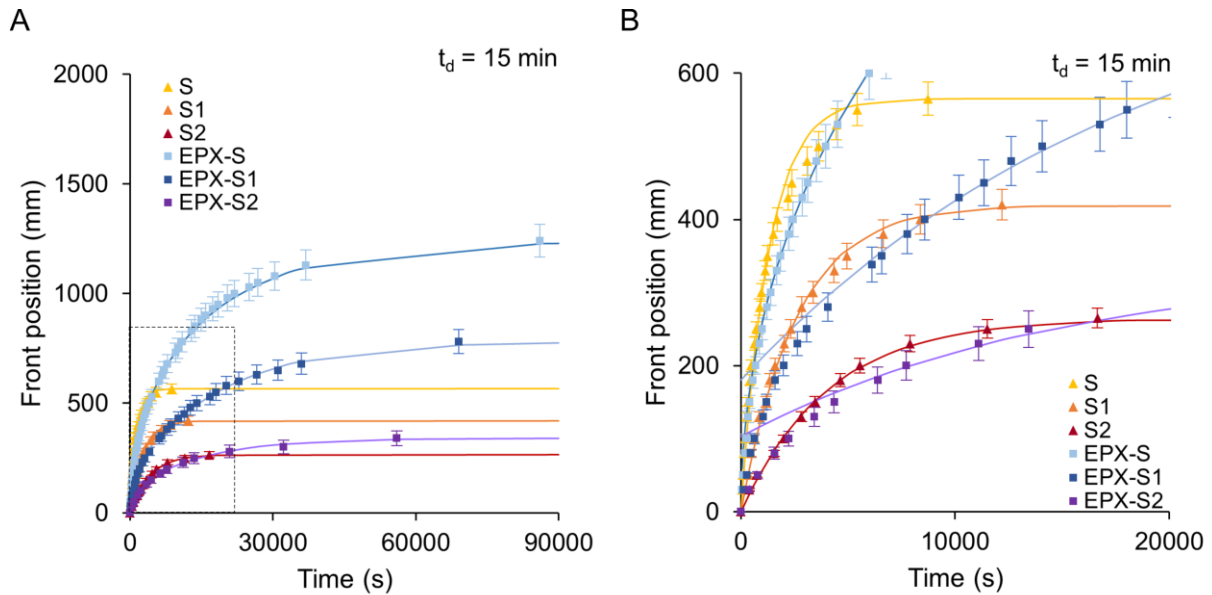 A
t_d = 15 min
Front position (mm)
2000
1500
1000
500
0
S
S1
S2
EPX-S
EPX-S1
EPX-S2
0 30000 60000 90000
Time (s)
B
t_d = 15 min
Front position (mm)
600
400
200
0
S
S1
S2
EPX-S
EPX-S1
EPX-S2
0 10000 20000
Time (s)